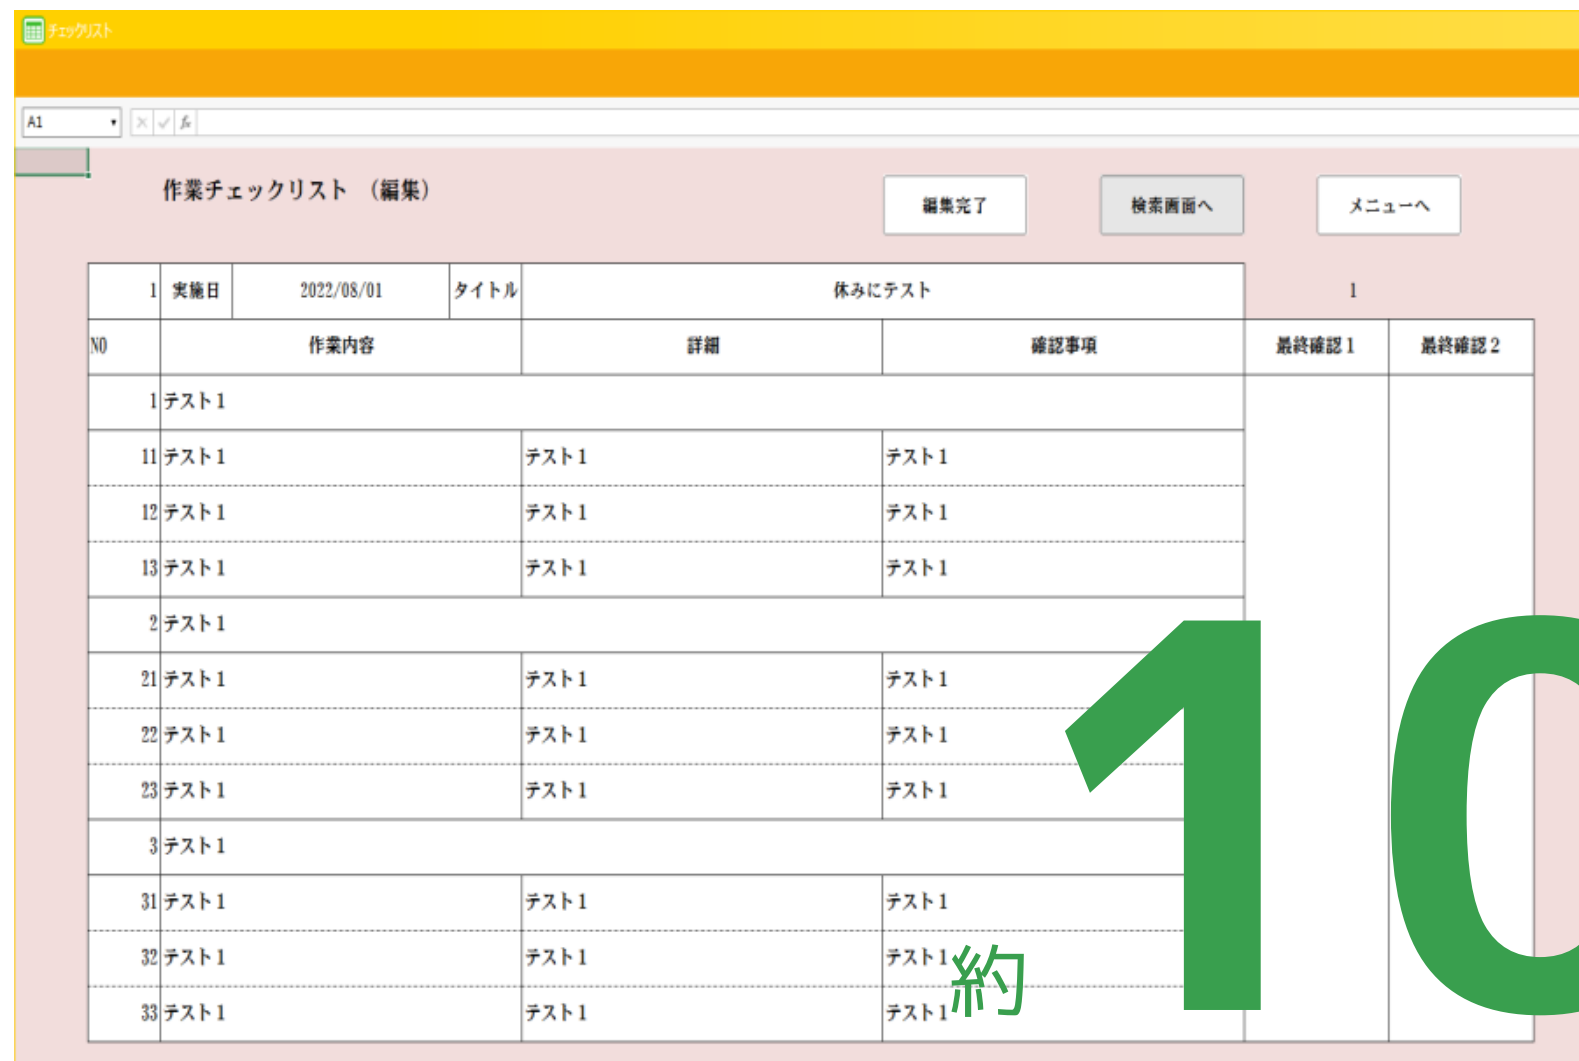 チェックリスト
A1
作業チェックリスト （編集）
編集完了 検索画面へ メニューへ
1 実施日 2022/08/01 タイトル 休みにテスト 1
NO 作業内容 詳細 確認事項 最終確認1 最終確認2
1 テスト1
11 テスト1 テスト1 テスト1
12 テスト1 テスト1 テスト1
13 テスト1 テスト1 テスト1
2 テスト1
21 テスト1 テスト1 テスト1
22 テスト1 テスト1 テスト1
23 テスト1 テスト1 テスト1
3 テスト1
31 テスト1 テスト1 テスト1
32 テスト1 テスト1 テスト1
33 テスト1 テスト1 テスト1
約10